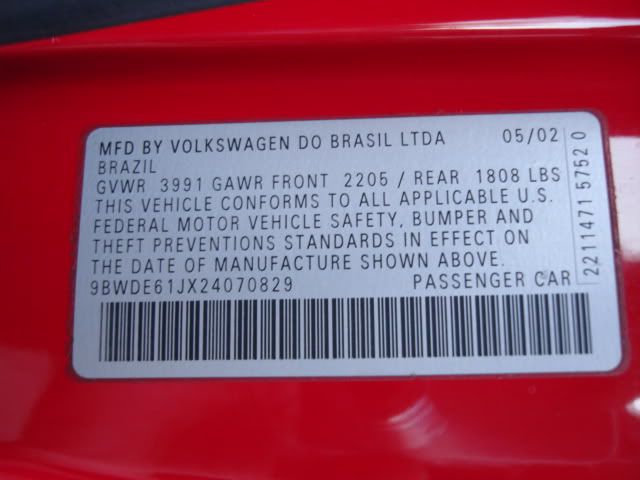 MFD BY VOLKSWAGEN DO BRASIL LTDA 05/02
BRAZIL
GVWR 3991 GAWR FRONT 2205 / REAR 1808 LBS
THIS VEHICLE CONFORMS TO ALL APPLICABLE U.S.
FEDERAL MOTOR VEHICLE SAFETY, BUMPER AND
THEFT PREVENTIONS STANDARDS IN EFFECT ON
THE DATE OF MANUFACTURE SHOWN ABOVE.
9BWDE61JX24070829 PASSENGER CAR
2211471 5752 0